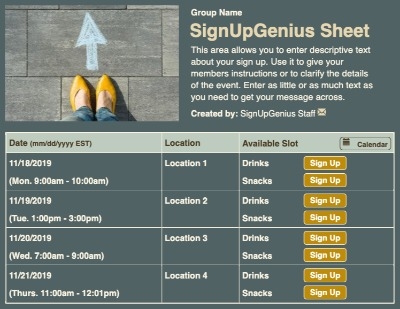 Group Name
SignUpGenius Sheet
This area allows you to enter descriptive text
about your sign up. Use it to give your
members instructions or to clarify the details
of the event. Enter as little or as much text as
you need to get your message across.
Created by: SignUpGenius Staff
Date (mm/dd/yyyy EST) Location Available Slot Calendar
11/18/2019 Location 1 Drinks Sign Up
(Mon. 9:00am - 10:00am) Snacks Sign Up
11/19/2019 Location 2 Drinks Sign Up
(Tue. 1:00pm - 3:00pm) Snacks Sign Up
11/20/2019 Location 3 Drinks Sign Up
(Wed. 7:00am - 9:00am) Snacks Sign Up
11/21/2019 Location 4 Drinks Sign Up
(Thurs. 11:00am - 12:01pm) Snacks Sign Up